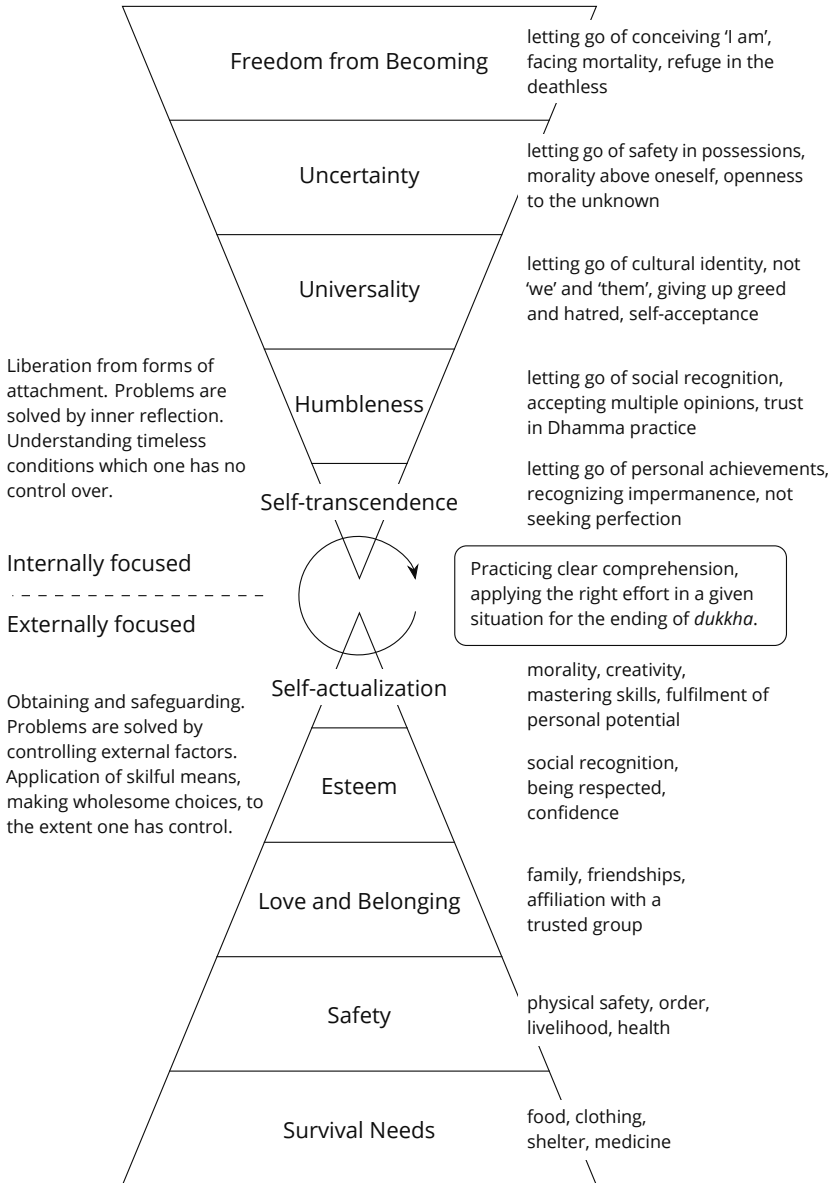 Freedom from Becoming
letting go of conceiving ‘I am’,
facing mortality, refuge in the
deathless
Uncertainty
letting go of safety in possessions,
morality above oneself, openness
to the unknown
Universality
letting go of cultural identity, not
‘we’ and ‘them’, giving up greed
and hatred, self-acceptance
Liberation from forms of
attachment. Problems are
solved by inner reflection.
Understanding timeless
conditions which one has no
control over.
Humbleness
letting go of social recognition,
accepting multiple opinions, trust
in Dhamma practice
Self-transcendence
letting go of personal achievements,
recognizing impermanence, not
seeking perfection
Internally focused
Externally focused
Practicing clear comprehension,
applying the right effort in a given
situation for the ending of dukkha.
Self-actualization
morality, creativity,
mastering skills, fulfilment of
personal potential
Obtaining and safeguarding.
Problems are solved by
controlling external factors.
Application of skilful means,
making wholesome choices, to
the extent one has control.
Esteem
social recognition,
being respected,
confidence
Love and Belonging
family, friendships,
affiliation with a
trusted group
Safety
physical safety, order,
livelihood, health
Survival Needs
food, clothing,
shelter, medicine